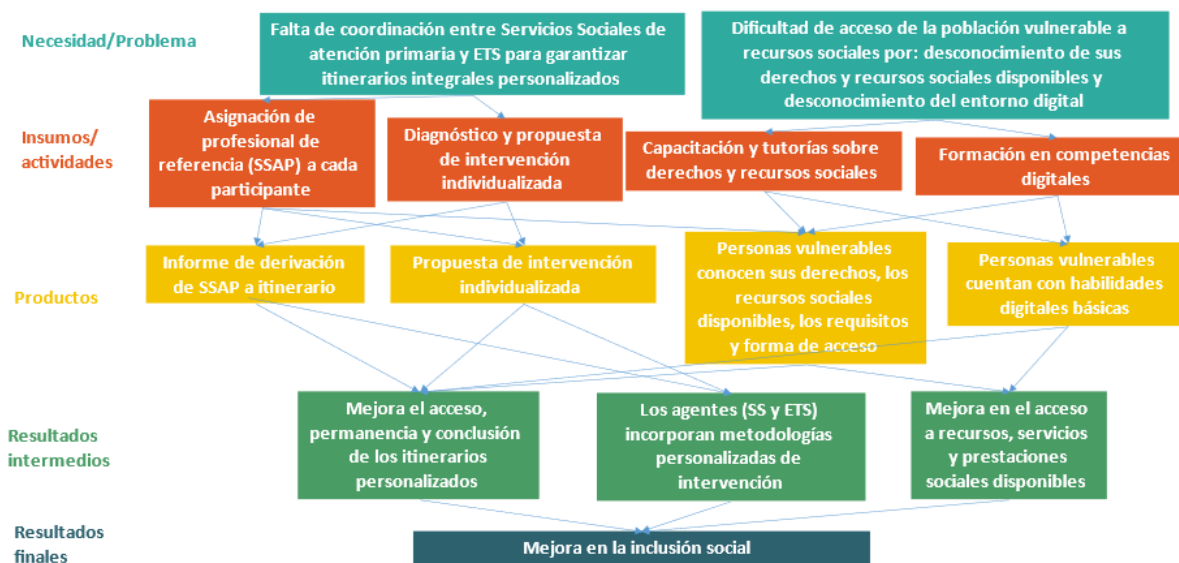 Necesidad/Problema
Falta de coordinación entre Servicios Sociales de
atención primaria y ETS para garantizar
itinerarios integrales personalizados
Dificultad de acceso de la población vulnerable a
recursos sociales por: desconocimiento de sus
derechos y recursos sociales disponibles y
desconocimiento del entorno digital
Insumos/
actividades
Asignación de
profesional de
referencia (SSAP) a cada
participante
Diagnóstico y propuesta
de intervención
individualizada
Capacitación y tutorías sobre
derechos y recursos sociales
Formación en competencias
digitales
Productos
Informe de derivación
de SSAP a itinerario
Propuesta de intervención
individualizada
Personas vulnerables
conocen sus derechos, los
recursos sociales
disponibles, los requisitos
y forma de acceso
Personas vulnerables
cuentan con habilidades
digitales básicas
Resultados
intermedios
Mejora el acceso,
permanencia y conclusión
de los itinerarios
personalizados
Los agentes (SS y ETS)
incorporan metodologías
personalizadas de
intervención
Mejora en el acceso
a recursos, servicios
y prestaciones
sociales disponibles
Resultados
finales
Mejora en la inclusión social